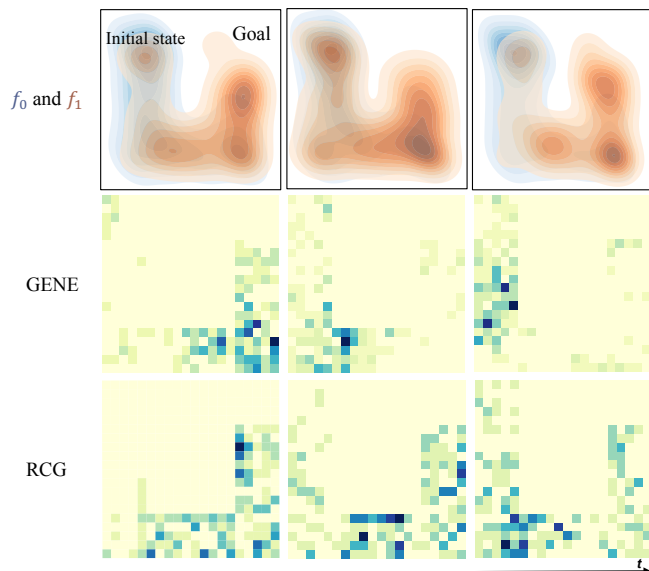 Initial state
Goal
f₀ and f₁
GENE
RCG
t